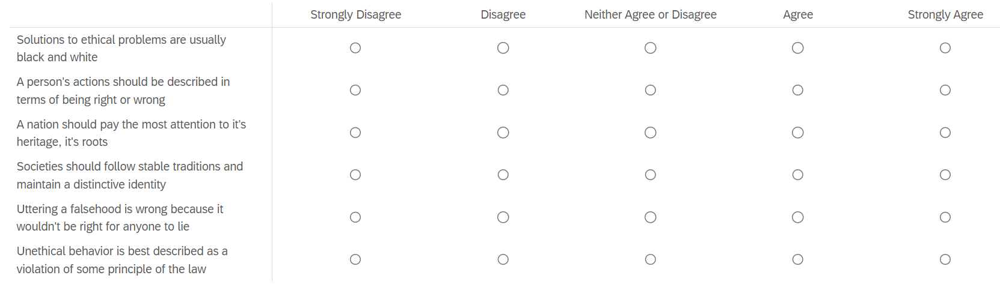 Strongly Disagree Disagree Neither Agree or Disagree Agree Strongly Agree
Solutions to ethical problems are usually
black and white
A person's actions should be described in
terms of being right or wrong
A nation should pay the most attention to it's
heritage, it's roots
Societies should follow stable traditions and
maintain a distinctive identity
Uttering a falsehood is wrong because it
wouldn't be right for anyone to lie
Unethical behavior is best described as a
violation of some principle of the law